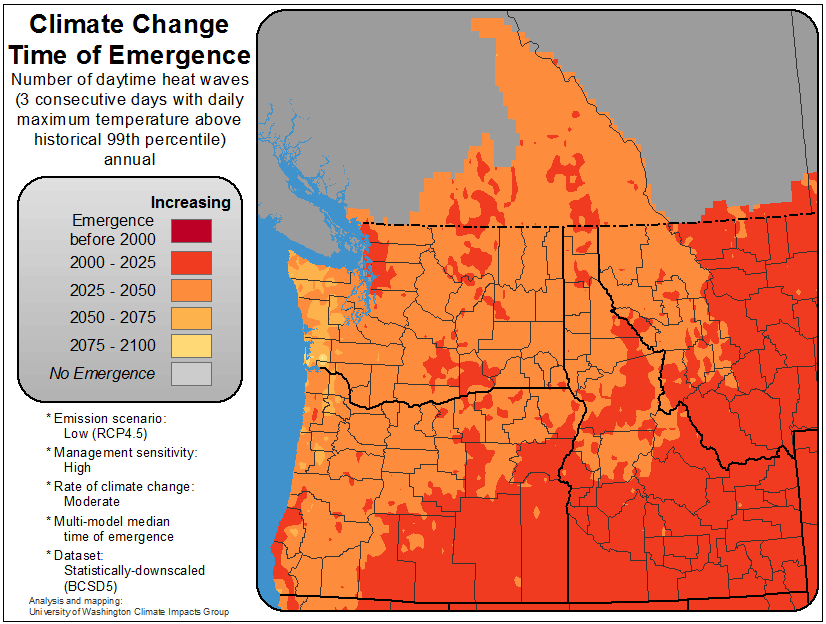 Climate Change
Time of Emergence
Number of daytime heat waves
(3 consecutive days with daily
maximum temperature above
historical 99th percentile)
annual
Increasing
Emergence
before 2000
2000 - 2025
2025 - 2050
2050 - 2075
2075 - 2100
No Emergence
* Emission scenario:
Low (RCP4.5)
* Management sensitivity:
High
* Rate of climate change:
Moderate
* Multi-model median
time of emergence
* Dataset:
Statistically-downscaled
(BCSD5)
Analysis and mapping:
University of Washington Climate Impacts Group